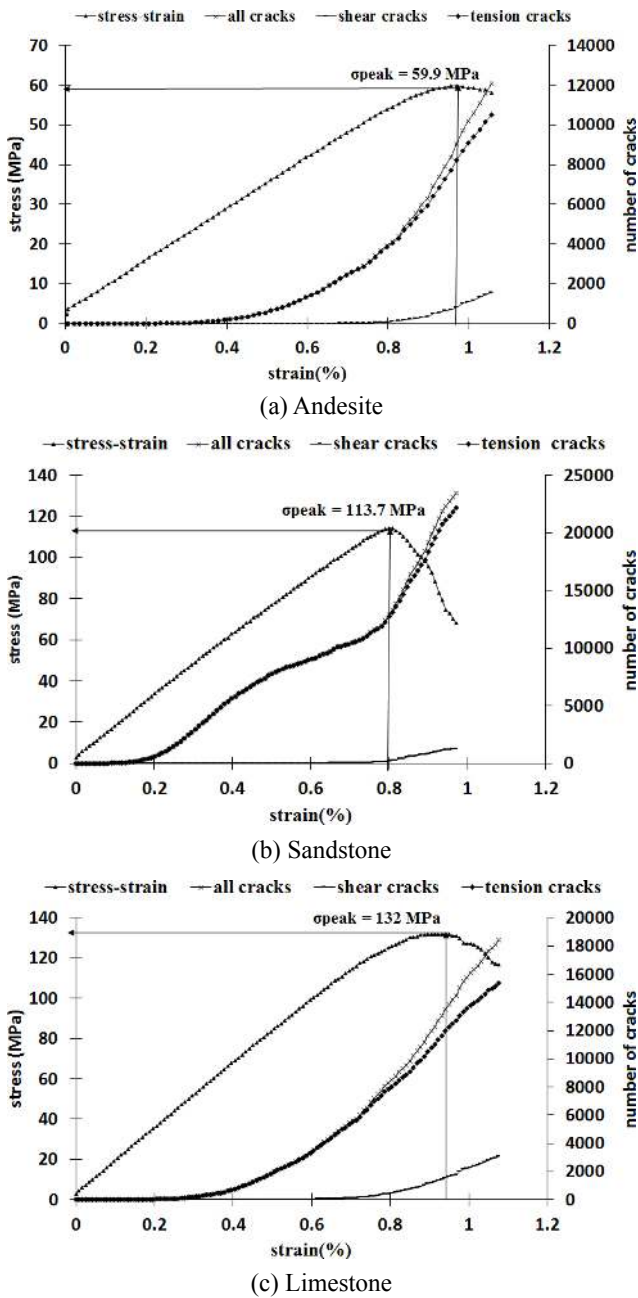 stress-strain all cracks shear cracks tension cracks
70 14000
60 12000
50 10000
40 8000
30 6000
20 4000
10 2000
0 0
σpeak = 59.9 MPa
stress (MPa)
number of cracks
0 0.2 0.4 0.6 0.8 1 1.2
strain(%)
(a) Andesite
stress-strain all cracks shear cracks tension cracks
140 25000
120 20000
100 15000
80 10000
60 5000
40 0
20
0
σpeak = 113.7 MPa
stress (MPa)
number of cracks
0 0.2 0.4 0.6 0.8 1 1.2
strain(%)
(b) Sandstone
stress-strain all cracks shear cracks tension cracks
140 20000
120 18000
100 16000
80 14000
60 12000
40 10000
20 8000
0 6000
4000
2000
0
σpeak = 132 MPa
stress (MPa)
number of cracks
0 0.2 0.4 0.6 0.8 1 1.2
strain(%)
(c) Limestone